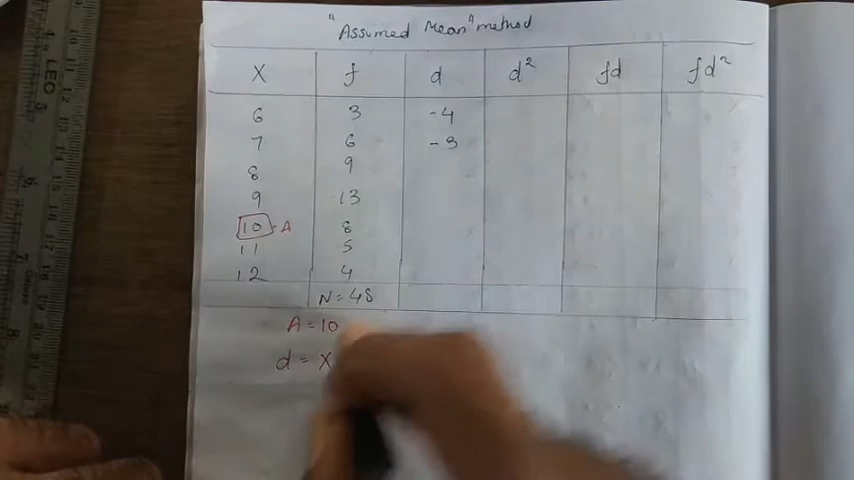 "Assumed Mean" method
X f d d² fd fd²
6 3 -4
7 6 -3
8 9
9 13
10 -A 8
11 5
12 4
N = 48
A = 10
d = X
LEO